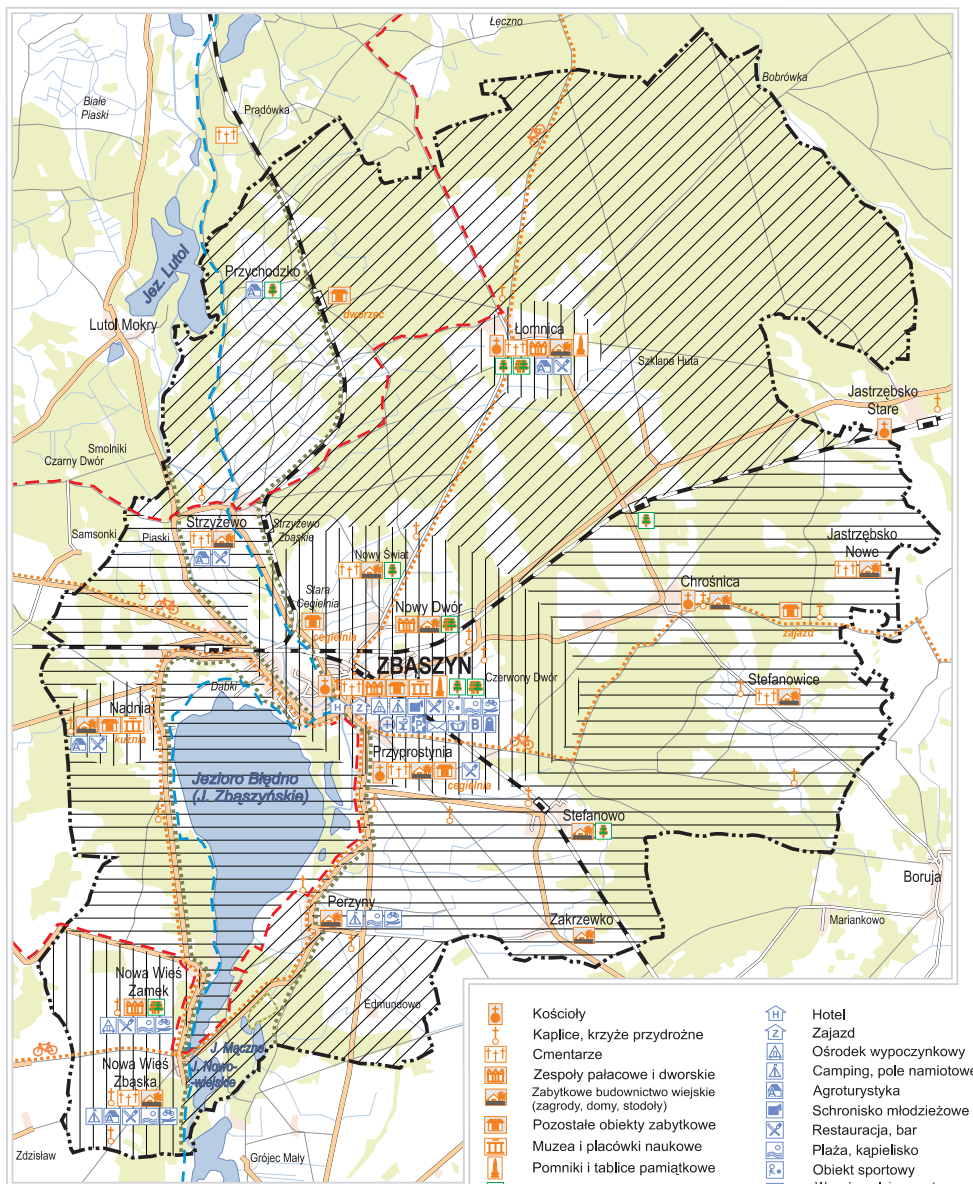 Łęczno
Bobrówka
Białe
Piaski
Prądówka
Jez. Lutol
Przychodzko
dworzec
Lutol Mokry
Łomnica
Szklana Huta
Jastrzębsko
Stare
Smolniki
Czarny Dwór
Strzyżewo
Samsonki
Piaski
Strzyżewo
Zbąskie
Nowy Świat
Jastrzębsko
Nowe
Stara
Cegielnia
Chrośnica
Nowy Dwór
cegielnia
zajazd
ZBĄSZYŃ
Czerwony Dwór
Stefanowice
Dąbki
Nadnia
H
Z
kuźnia
P
B
Przyprostynia
cegielnia
Jezioro Błędno
(J. Zbąszyńskie)
Stefanowo
Boruja
Perzyny
Zakrzewko
Mariankowo
Nowa Wieś
Zamek
Edmundowo
J. Męczno
J. Nowo-
-wiejskie
Nowa Wieś
Zbąska
Zdzisław
Grójec Mały
Kościoły
Kaplice, krzyże przydrożne
Cmentarze
Zespoły pałacowe i dworskie
Zabytkowe budownictwo wiejskie
(zagrody, domy, stodoły)
Pozostałe obiekty zabytkowe
Muzea i placówki naukowe
Pomniki i tablice pamiątkowe
H Hotel
Z Zajazd
Ośrodek wypoczynkowy
Camping, pole namiotowe
Agroturystyka
Schronisko młodzieżowe
Restauracja, bar
Plaża, kąpielisko
Obiekt sportowy